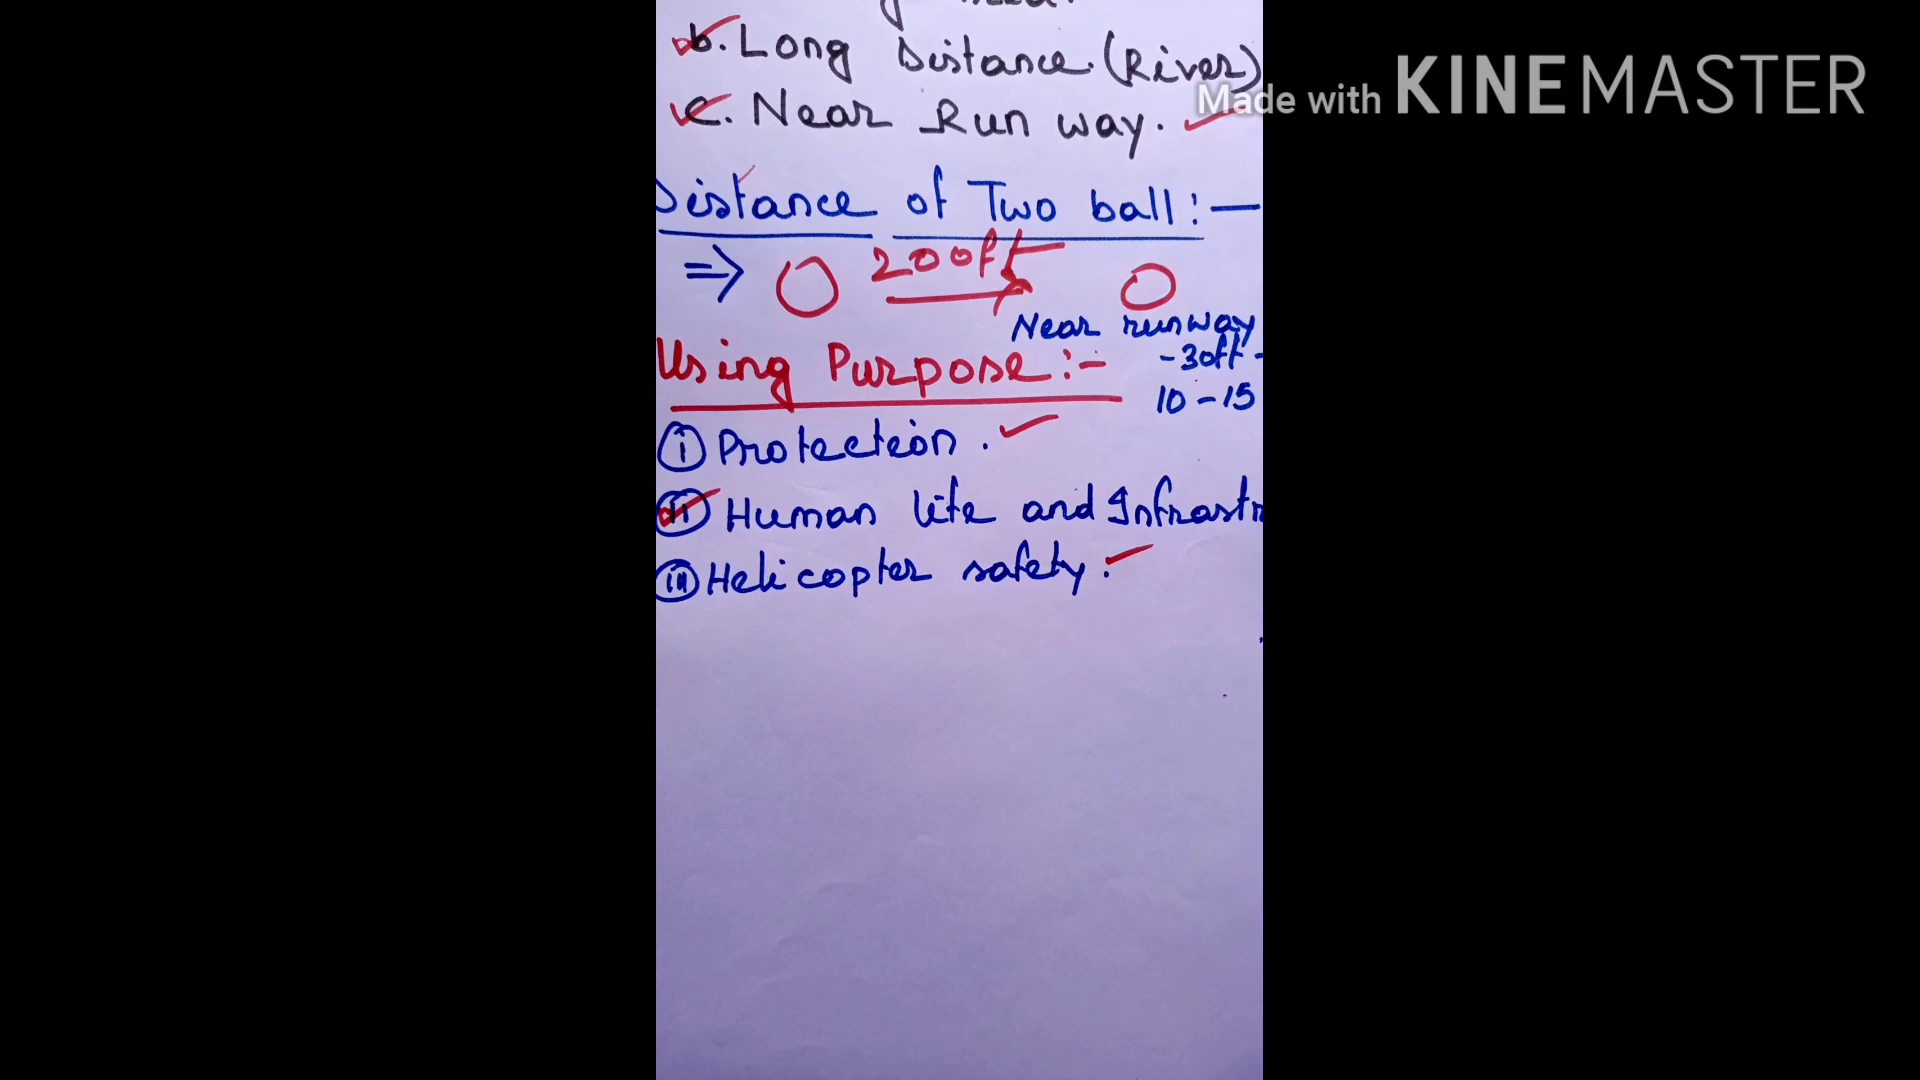 b. Long Distance. (River)
Made with KINEMASTER
c. Near Run way.
Distance of Two ball:-
=> 200ft
Near runway
-30ft-
Using Purpose:-
10-15
i Protection.
ii Human life and Infrastr
iii Helicopter safety.